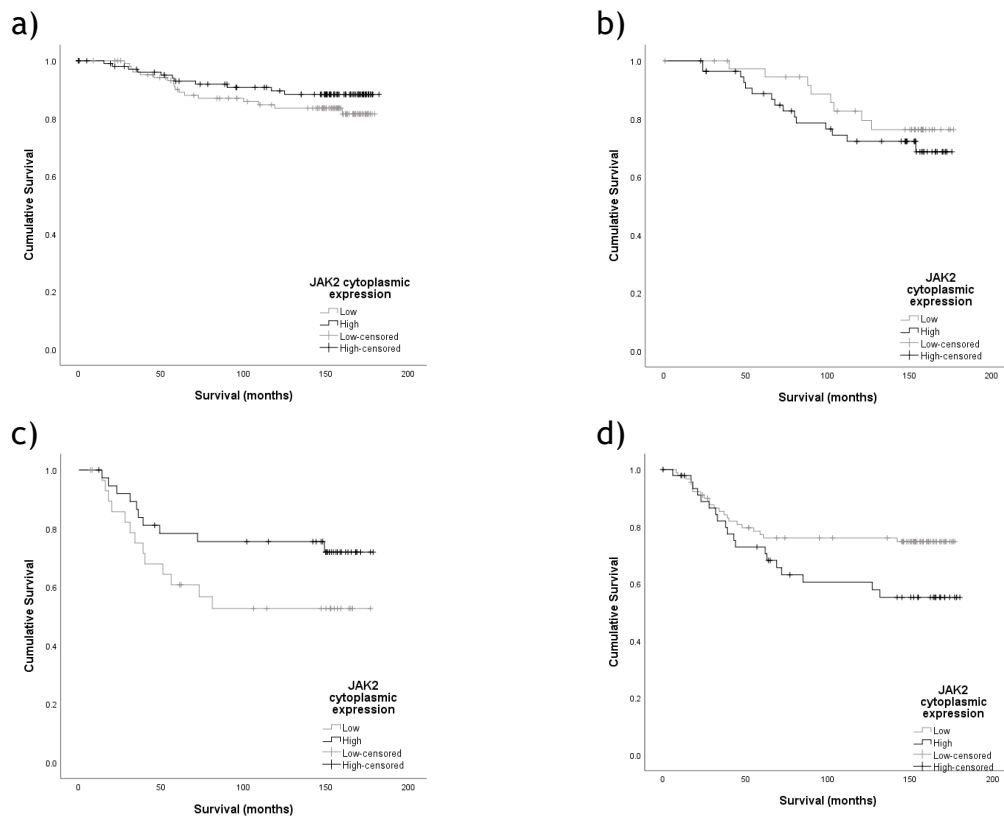 a)
1.0
0.8
0.6
0.4
0.2
0.0
Cumulative Survival
JAK2 cytoplasmic
expression
Low
High
Low-censored
High-censored
0 50 100 150 200
Survival (months)
b)
1.0
0.8
0.6
0.4
0.2
0.0
Cumulative Survival
JAK2
cytoplasmic
expression
Low
High
Low-censored
High-censored
0 50 100 150 200
Survival (months)
c)
1.0
0.8
0.6
0.4
0.2
0.0
Cumulative Survival
JAK2
cytoplasmic
expression
Low
High
Low-censored
High-censored
0 50 100 150 200
Survival (months)
d)
1.0
0.8
0.6
0.4
0.2
0.0
Cumulative Survival
JAK2
cytoplasmic
expression
Low
High
Low-censored
High-censored
0 50 100 150 200
Survival (months)